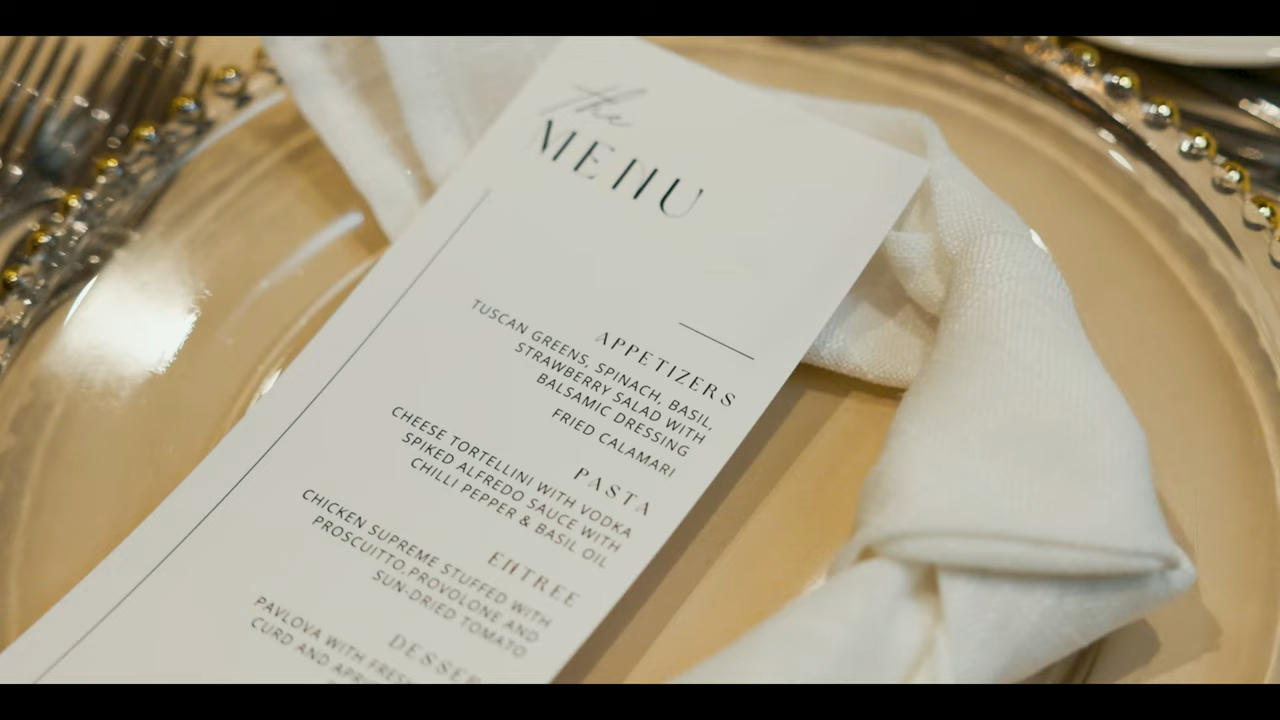 the
MENU
APPETIZERS
TUSCAN GREENS, SPINACH, BASIL,
STRAWBERRY SALAD WITH
BALSAMIC DRESSING
FRIED CALAMARI
PASTA
CHEESE TORTELLINI WITH VODKA
SPIKED ALFREDO SAUCE WITH
CHILLI PEPPER & BASIL OIL
ENTREE
CHICKEN SUPREME STUFFED WITH
PROSCUITTO,PROVOLONE AND
SUN-DRIED TOMATO
DESSER
PAVLOVA WITH FRESH
CURD AND